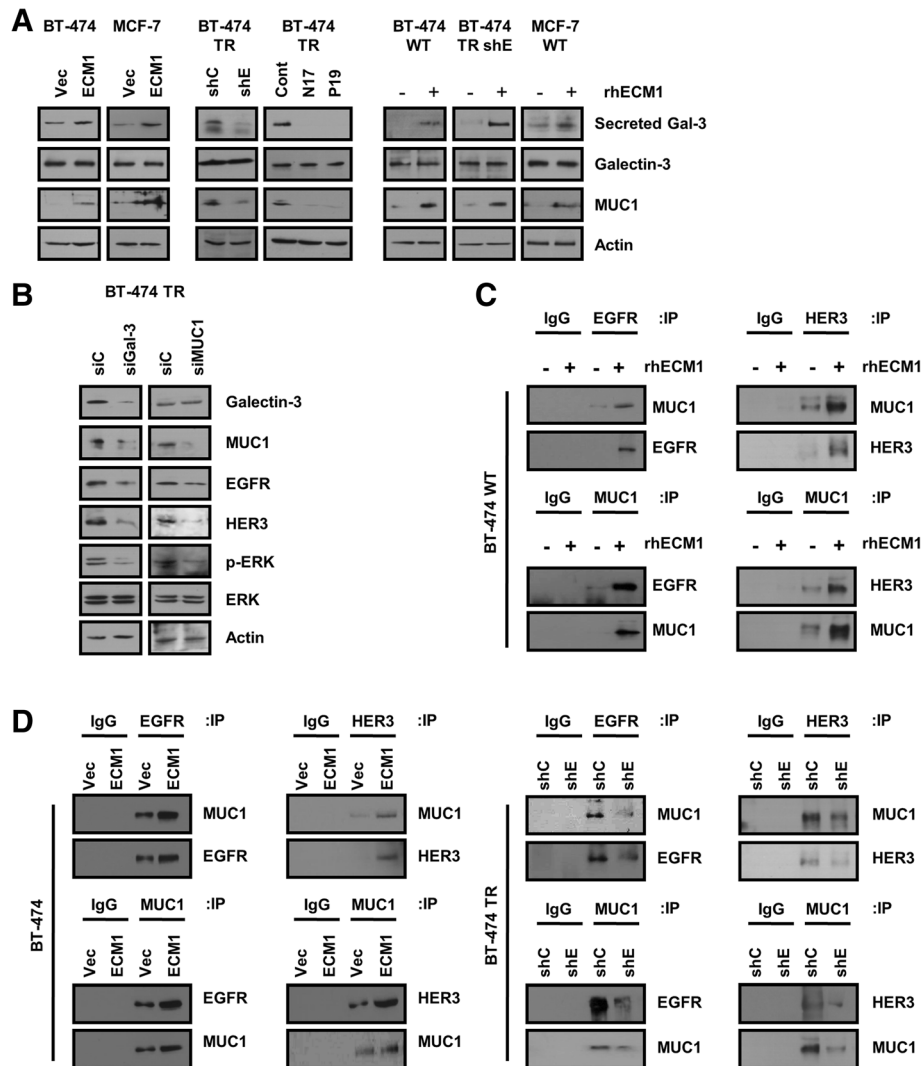 A
BT-474 MCF-7 BT-474 TR BT-474 TR BT-474 WT BT-474 TR shE MCF-7 WT
Vec ECM1 Vec ECM1 shC shE Cont N17 P19
- + - + - + rhECM1
Secreted Gal-3
Galectin-3
MUC1
Actin
B
BT-474 TR
siC siGal-3 siC siMUC1
Galectin-3
MUC1
EGFR
HER3
p-ERK
ERK
Actin
C
BT-474 WT
IgG EGFR :IP
- + - + rhECM1
MUC1
EGFR
IgG HER3 :IP
- + - + rhECM1
MUC1
HER3
IgG MUC1 :IP
- + - + rhECM1
EGFR
MUC1
IgG MUC1 :IP
- + - + rhECM1
HER3
MUC1
D
BT-474
IgG EGFR :IP
Vec ECM1 Vec ECM1
MUC1
EGFR
IgG HER3 :IP
Vec ECM1 Vec ECM1
MUC1
HER3
IgG MUC1 :IP
Vec ECM1 Vec ECM1
EGFR
MUC1
IgG MUC1 :IP
Vec ECM1 Vec ECM1
HER3
MUC1
BT-474 TR
IgG EGFR :IP
shC shE shC shE
MUC1
EGFR
IgG HER3 :IP
shC shE shC shE
MUC1
HER3
IgG MUC1 :IP
shC shE shC shE
EGFR
MUC1
IgG MUC1 :IP
shC shE shC shE
HER3
MUC1